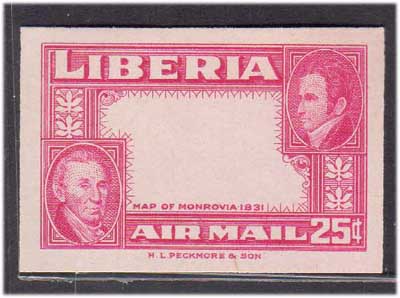 LIBERIA
MAP OF MONROVIA 1831
AIR MAIL 25¢
H. L. PECKMORE & SON